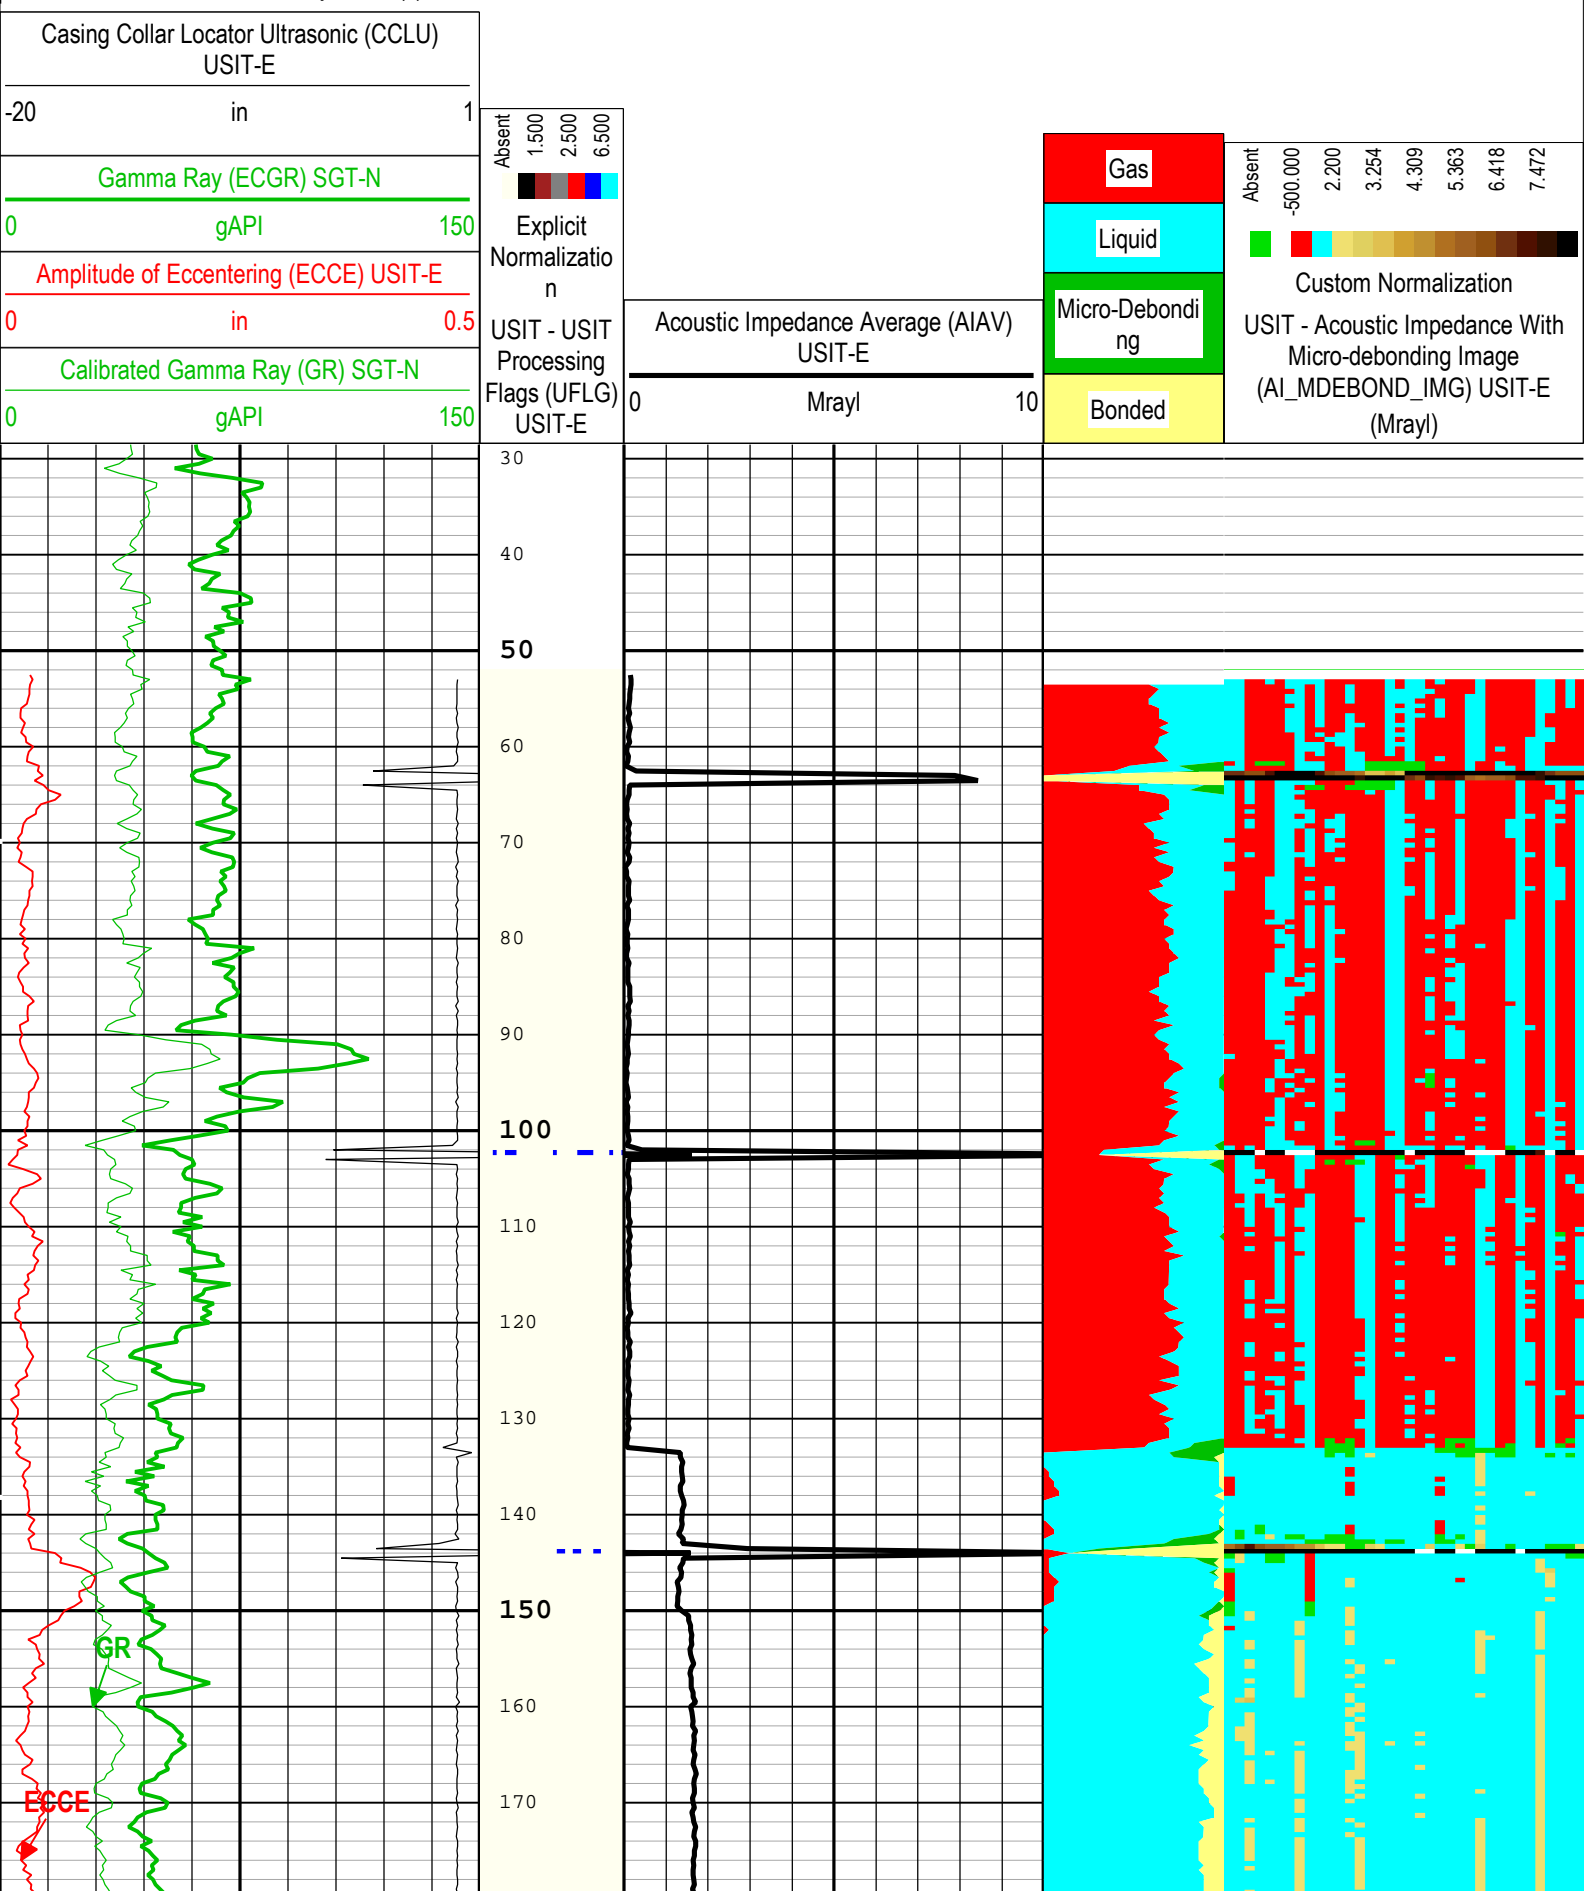 Casing Collar Locator Ultrasonic (CCLU)
USIT-E
-20 in 1
Gamma Ray (ECGR) SGT-N
0 gAPI 150
Amplitude of Eccentering (ECCE) USIT-E
0 in 0.5
Calibrated Gamma Ray (GR) SGT-N
0 gAPI 150
Absent
1.500
2.500
6.500
Explicit
Normalizatio
n
USIT - USIT
Processing
Flags (UFLG)
USIT-E
Acoustic Impedance Average (AIAV)
USIT-E
0 Mrayl 10
Gas
Liquid
Micro-Debondi
ng
Bonded
Absent
-500.000
2.200
3.254
4.309
5.363
6.418
7.472
Custom Normalization
USIT - Acoustic Impedance With
Micro-debonding Image
(AI_MDEBOND_IMG) USIT-E
(Mrayl)
30
40
50
60
70
80
90
100
110
120
130
140
150
GR
160
170
ECCE